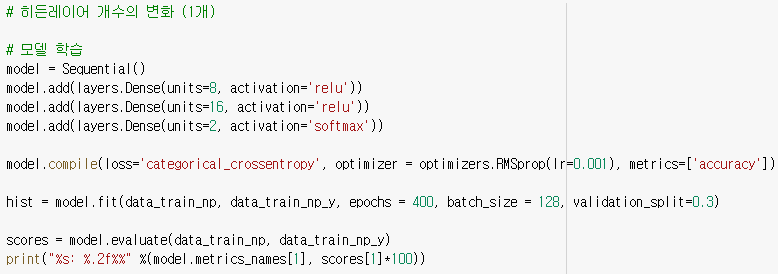 # 히든레이어 개수의 변화 (1개)
# 모델 학습
model = Sequential()
model.add(layers.Dense(units=8, activation='relu'))
model.add(layers.Dense(units=16, activation='relu'))
model.add(layers.Dense(units=2, activation='softmax'))
model.compile(loss='categorical_crossentropy', optimizer = optimizers.RMSprop(lr=0.001), metrics=['accuracy'])
hist = model.fit(data_train_np, data_train_np_y, epochs = 400, batch_size = 128, validation_split=0.3)
scores = model.evaluate(data_train_np, data_train_np_y)
print("%s: %.2f%%" %(model.metrics_names[1], scores[1]*100))